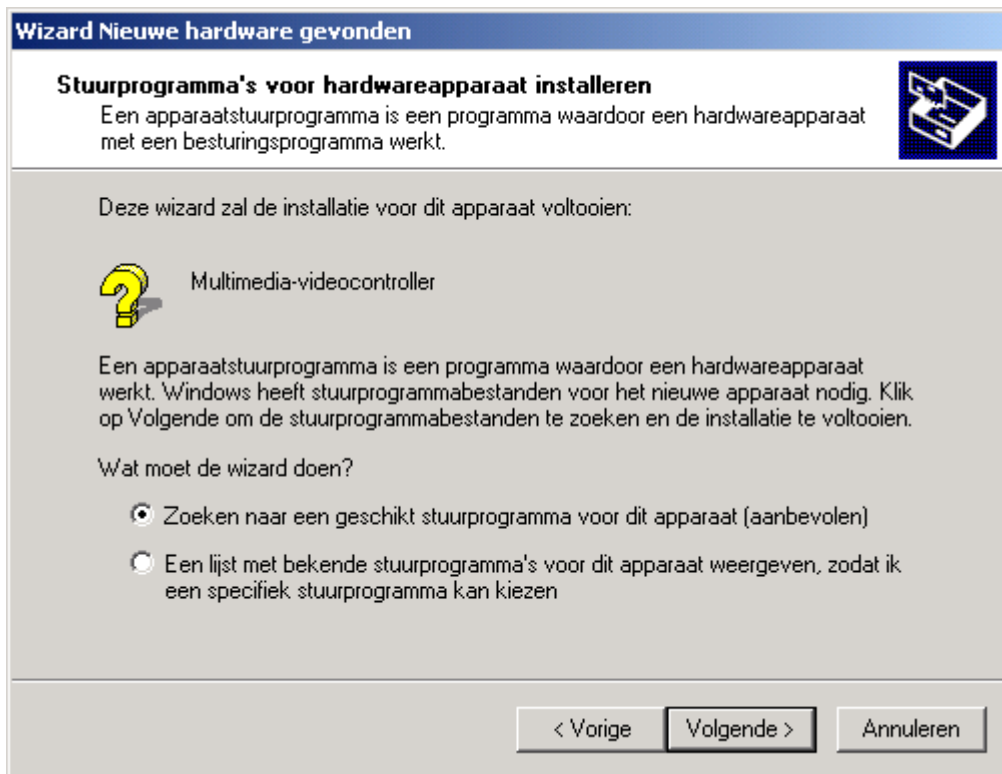 Wizard Nieuwe hardware gevonden
Stuurprogramma's voor hardwareapparaat installeren
Een apparaatstuurprogramma is een programma waardoor een hardwareapparaat
met een besturingsprogramma werkt.
Deze wizard zal de installatie voor dit apparaat voltooien:
Multimedia-videocontroller
Een apparaatstuurprogramma is een programma waardoor een hardwareapparaat
werkt. Windows heeft stuurprogrammabestanden voor het nieuwe apparaat nodig. Klik
op Volgende om de stuurprogrammabestanden te zoeken en de installatie te voltooien.
Wat moet de wizard doen?
Zoeken naar een geschikt stuurprogramma voor dit apparaat (aanbevolen)
Een lijst met bekende stuurprogramma's voor dit apparaat weergeven, zodat ik
een specifiek stuurprogramma kan kiezen
< Vorige Volgende > Annuleren